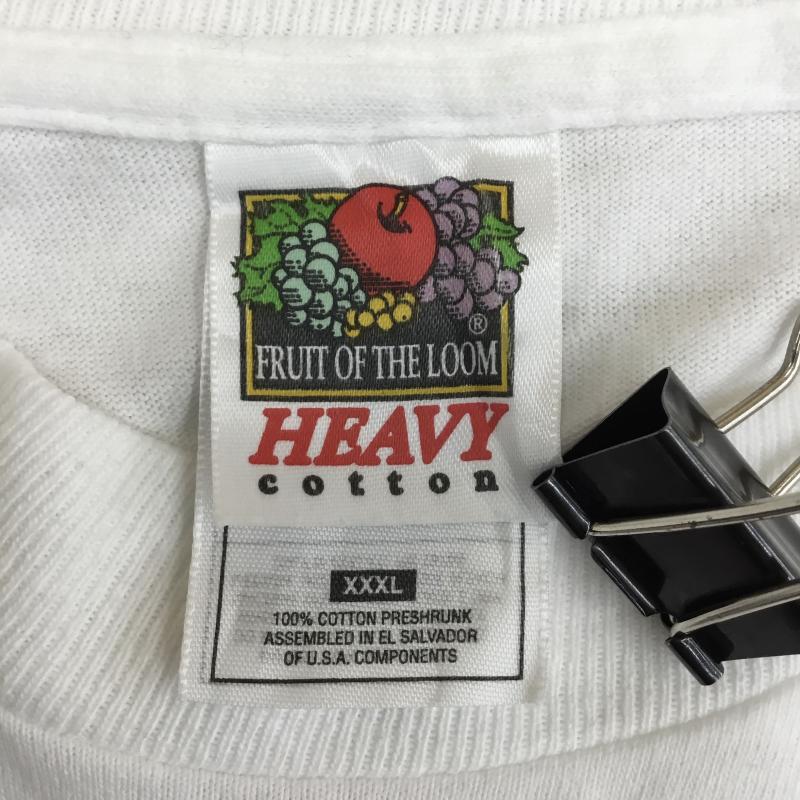 ®
FRUIT OF THE LOOM
HEAVY
cotton
XXXL
100% COTTON PRESHRUNK
ASSEMBLED IN EL SALVADOR
OF U.S.A. COMPONENTS